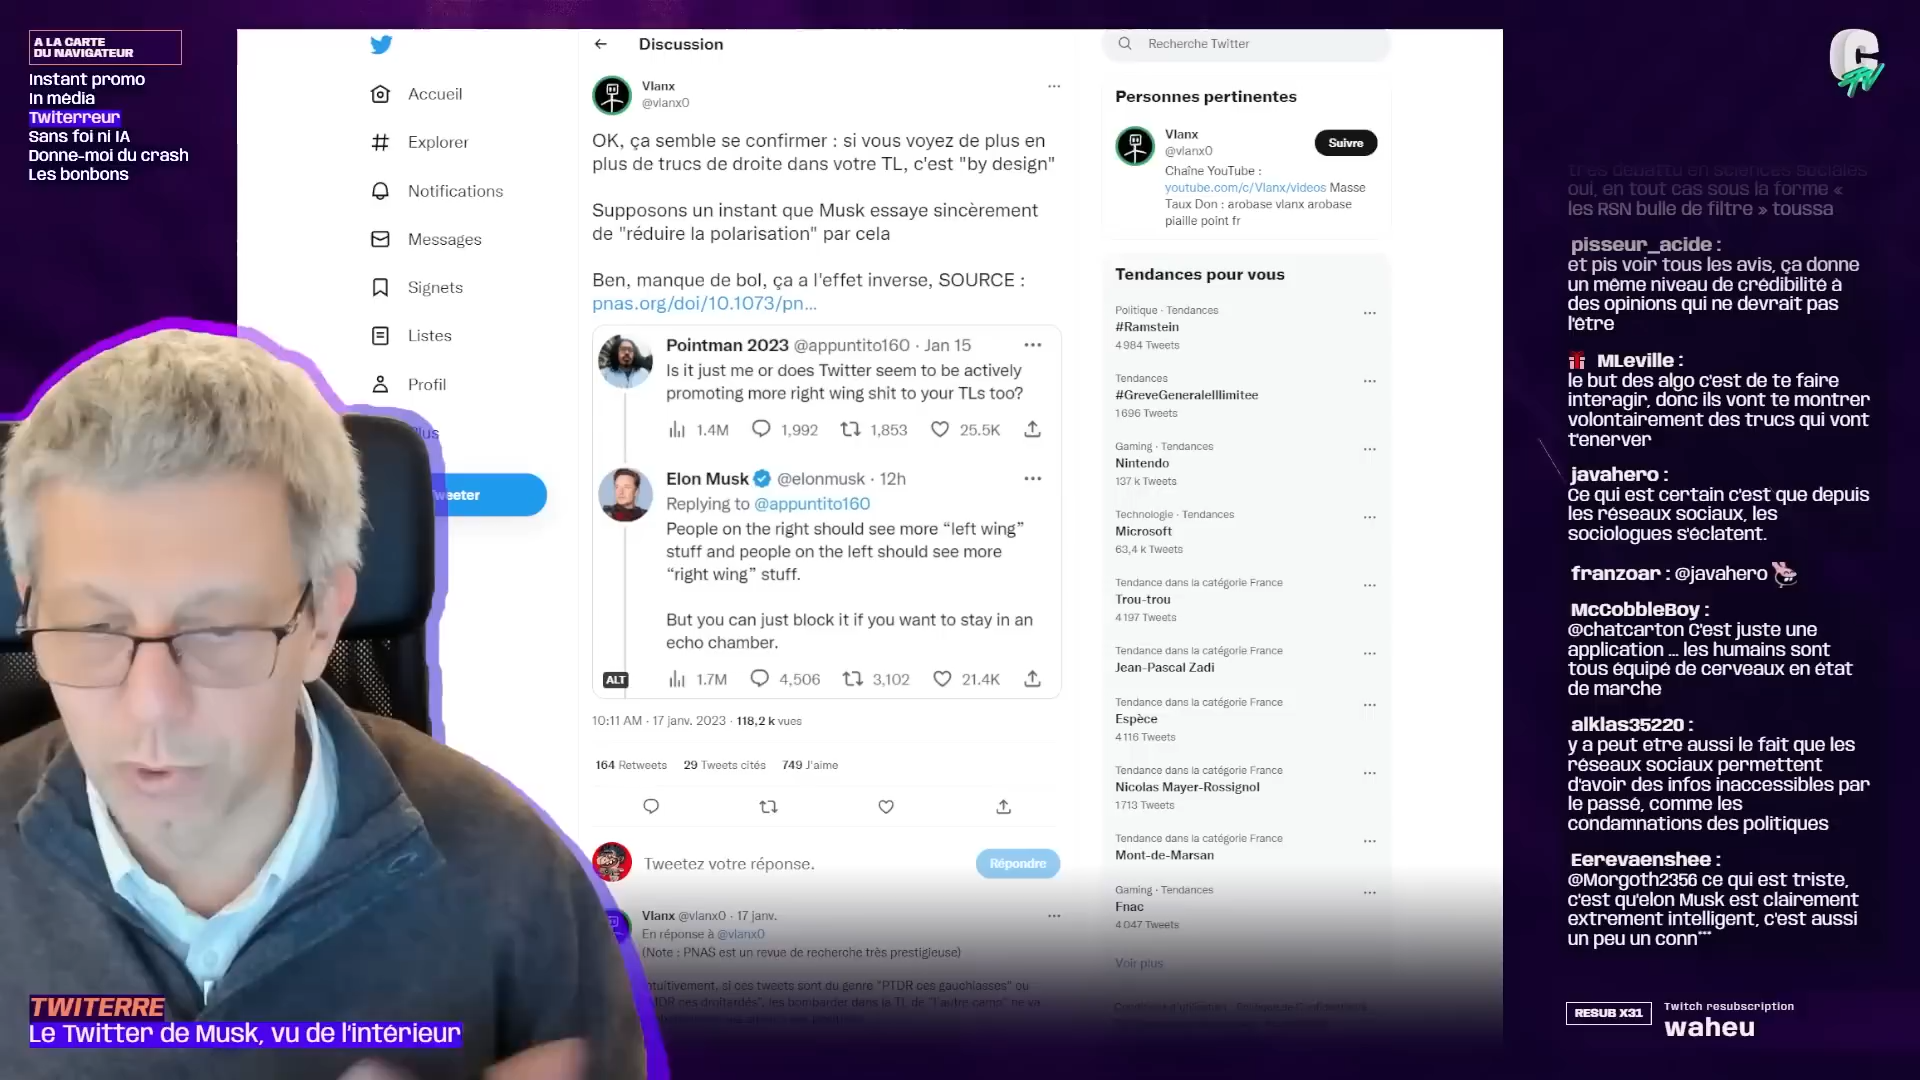 A LA CARTE
DU NAVIGATEUR
Instant promo
In média
Twiterreur
Sans foi ni IA
Donne-moi du crash
Les bonbons
Accueil
Explorer
Notifications
Messages
Signets
Listes
Profil
Plus
Discussion
Vlanx
@vlanx0
OK, ça semble se confirmer : si vous voyez de plus en
plus de trucs de droite dans votre TL, c'est "by design"
Supposons un instant que Musk essaye sincèrement
de "réduire la polarisation" par cela
Ben, manque de bol, ça a l'effet inverse, SOURCE :
pnas.org/doi/10.1073/pn...
Pointman 2023 @appuntito160 · Jan 15
Is it just me or does Twitter seem to be actively
promoting more right wing shit to your TLs too?
1.4M 1,992 1,853 25.5K
Elon Musk @elonmusk · 12h
Replying to @appuntito160
People on the right should see more “left wing”
stuff and people on the left should see more
“right wing” stuff.
But you can just block it if you want to stay in an
echo chamber.
ALT
1.7M 4,506 3,102 21.4K
10:11 AM · 17 janv. 2023 · 118,2 k vues
164 Retweets 29 Tweets cités 749 J'aime
Tweetez votre réponse.
Répondre
Vlanx @vlanx0 · 17 janv.
En réponse à @vlanx0
(Note : PNAS est un revue de recherche très prestigieuse)
ntuitivement, si ces tweets sont du genre "PTDR ces gauchiasses" ou
Recherche Twitter
Personnes pertinentes
Vlanx
@vlanx0
Suivre
Chaîne YouTube :
youtube.com/c/Vlanx/videos Masse
Taux Don : arobase vlanx arobase
piaille point fr
Tendances pour vous
Politique · Tendances
#Ramstein
4 984 Tweets
Tendances
#GreveGeneraleIllimitee
1 696 Tweets
Gaming · Tendances
Nintendo
137 k Tweets
Technologie · Tendances
Microsoft
63,4 k Tweets
Tendance dans la catégorie France
Trou-trou
4 197 Tweets
Tendance dans la catégorie France
Jean-Pascal Zadi
Tendance dans la catégorie France
Espèce
4 116 Tweets
Tendance dans la catégorie France
Nicolas Mayer-Rossignol
1 713 Tweets
Tendance dans la catégorie France
Mont-de-Marsan
Gaming · Tendances
Fnac
4 047 Tweets
Voir plus
très débattu en sciences sociales
oui, en tout cas sous la forme «
les RSN bulle de filtre » toussa
pisseur_acide :
et pis voir tous les avis, ça donne
un même niveau de crédibilité à
des opinions qui ne devrait pas
l'être
MLeville :
le but des algo c'est de te faire
interagir, donc ils vont te montrer
volontairement des trucs qui vont
t'enerver
javahero :
Ce qui est certain c'est que depuis
les réseaux sociaux, les
sociologues s'éclatent.
franzoar : @javahero
McCobbleBoy :
@chatcarton C'est juste une
application ... les humains sont
tous équipé de cerveaux en état
de marche
alklas35220 :
y a peut etre aussi le fait que les
réseaux sociaux permettent
d'avoir des infos inaccessibles par
le passé, comme les
condamnations des politiques
Eerevaenshee :
@Morgoth2356 ce qui est triste,
c'est qu'elon Musk est clairement
extrement intelligent, c'est aussi
un peu un conn***
RESUB X31
Twitch resubscription
waheu
TWITERRE
Le Twitter de Musk, vu de l'intérieur